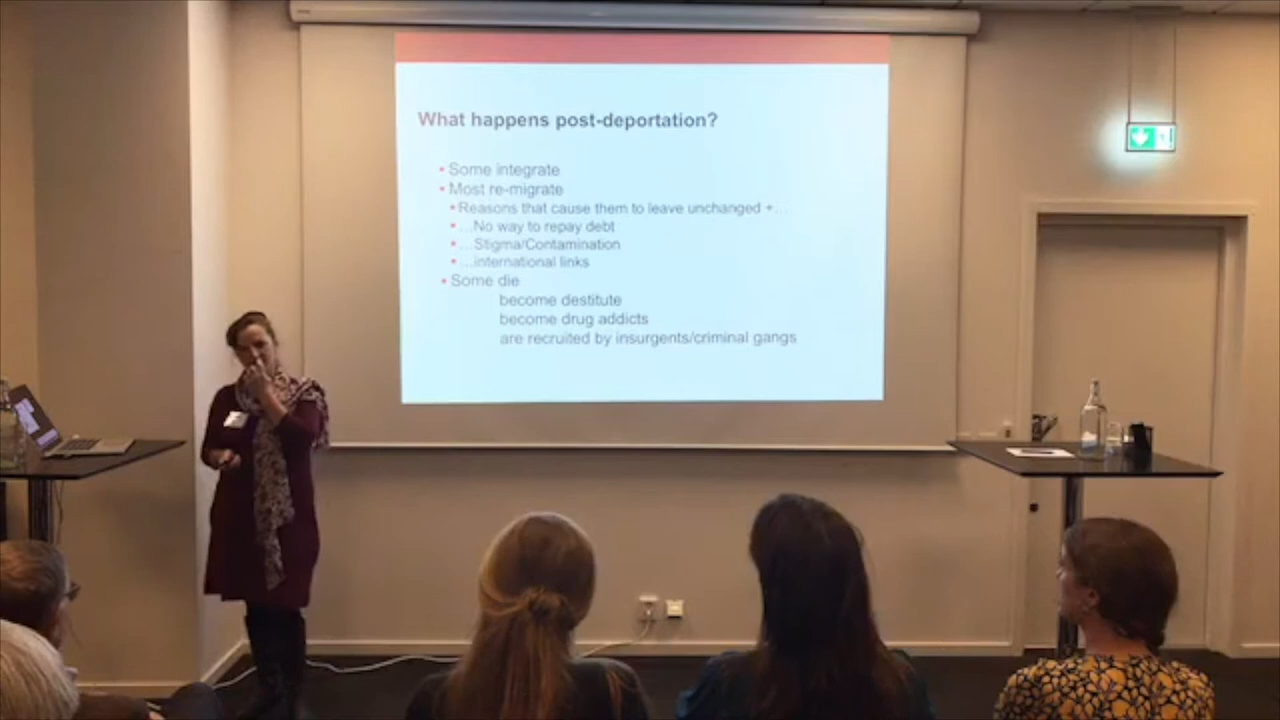 What happens post-deportation?
Some integrate
Most re-migrate
Reasons that cause them to leave unchanged +…
…No way to repay debt
…Stigma/Contamination
…international links
Some die
become destitute
become drug addicts
are recruited by insurgents/criminal gangs